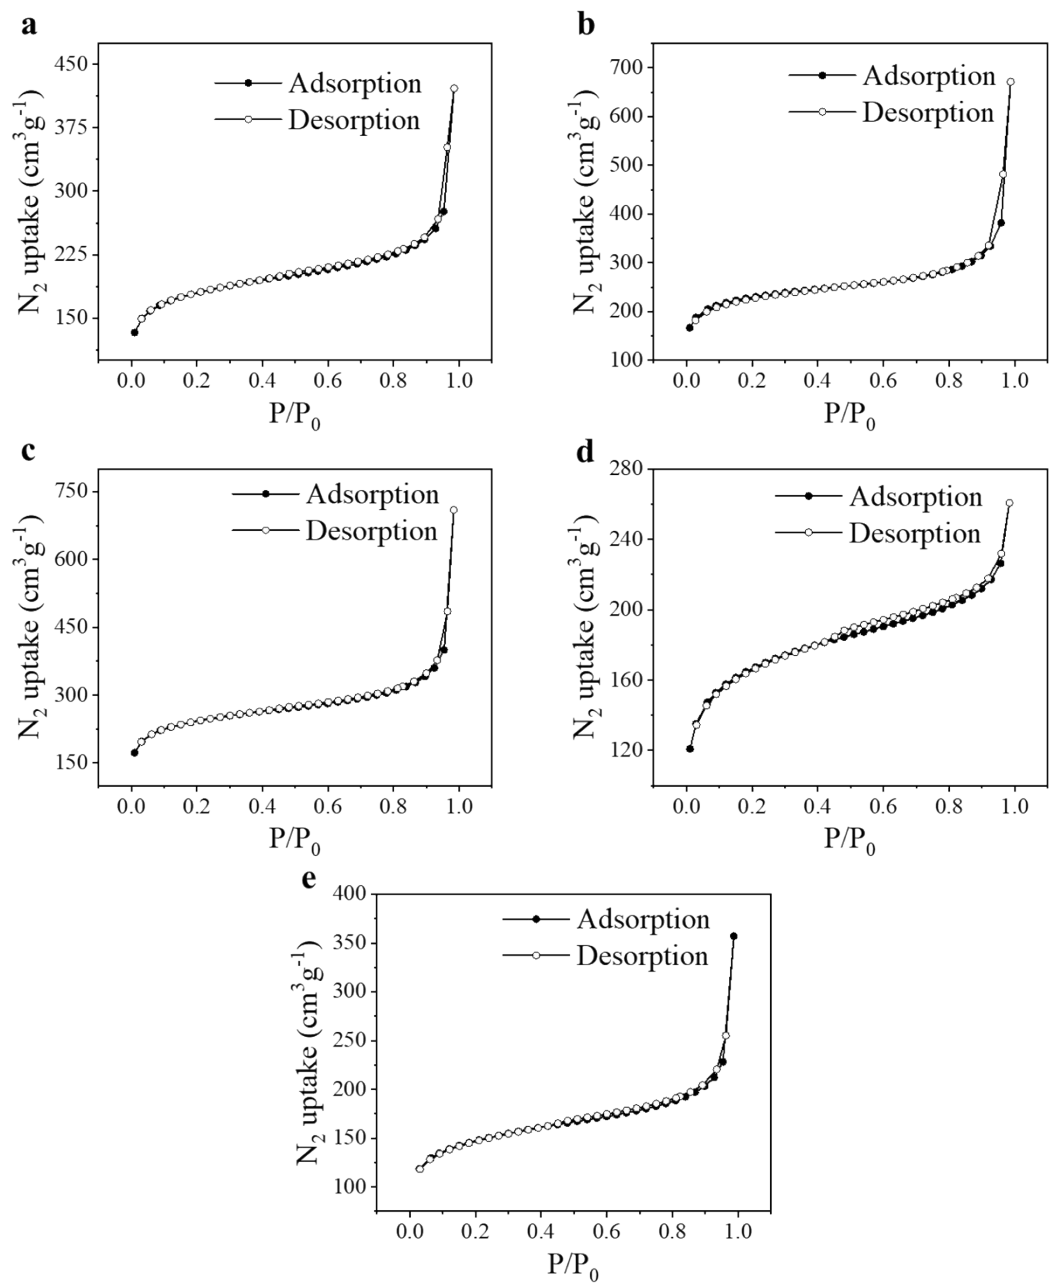 a
N2 uptake (cm3g-1)
450
375
300
225
150
Adsorption
Desorption
0.0 0.2 0.4 0.6 0.8 1.0
P/P0
b
N2 uptake (cm3g-1)
700
600
500
400
300
200
100
Adsorption
Desorption
0.0 0.2 0.4 0.6 0.8 1.0
P/P0
c
N2 uptake (cm3g-1)
750
600
450
300
150
Adsorption
Desorption
0.0 0.2 0.4 0.6 0.8 1.0
P/P0
d
N2 uptake (cm3g-1)
280
240
200
160
120
Adsorption
Desorption
0.0 0.2 0.4 0.6 0.8 1.0
P/P0
e
N2 uptake (cm3g-1)
400
350
300
250
200
150
100
Adsorption
Desorption
0.0 0.2 0.4 0.6 0.8 1.0
P/P0